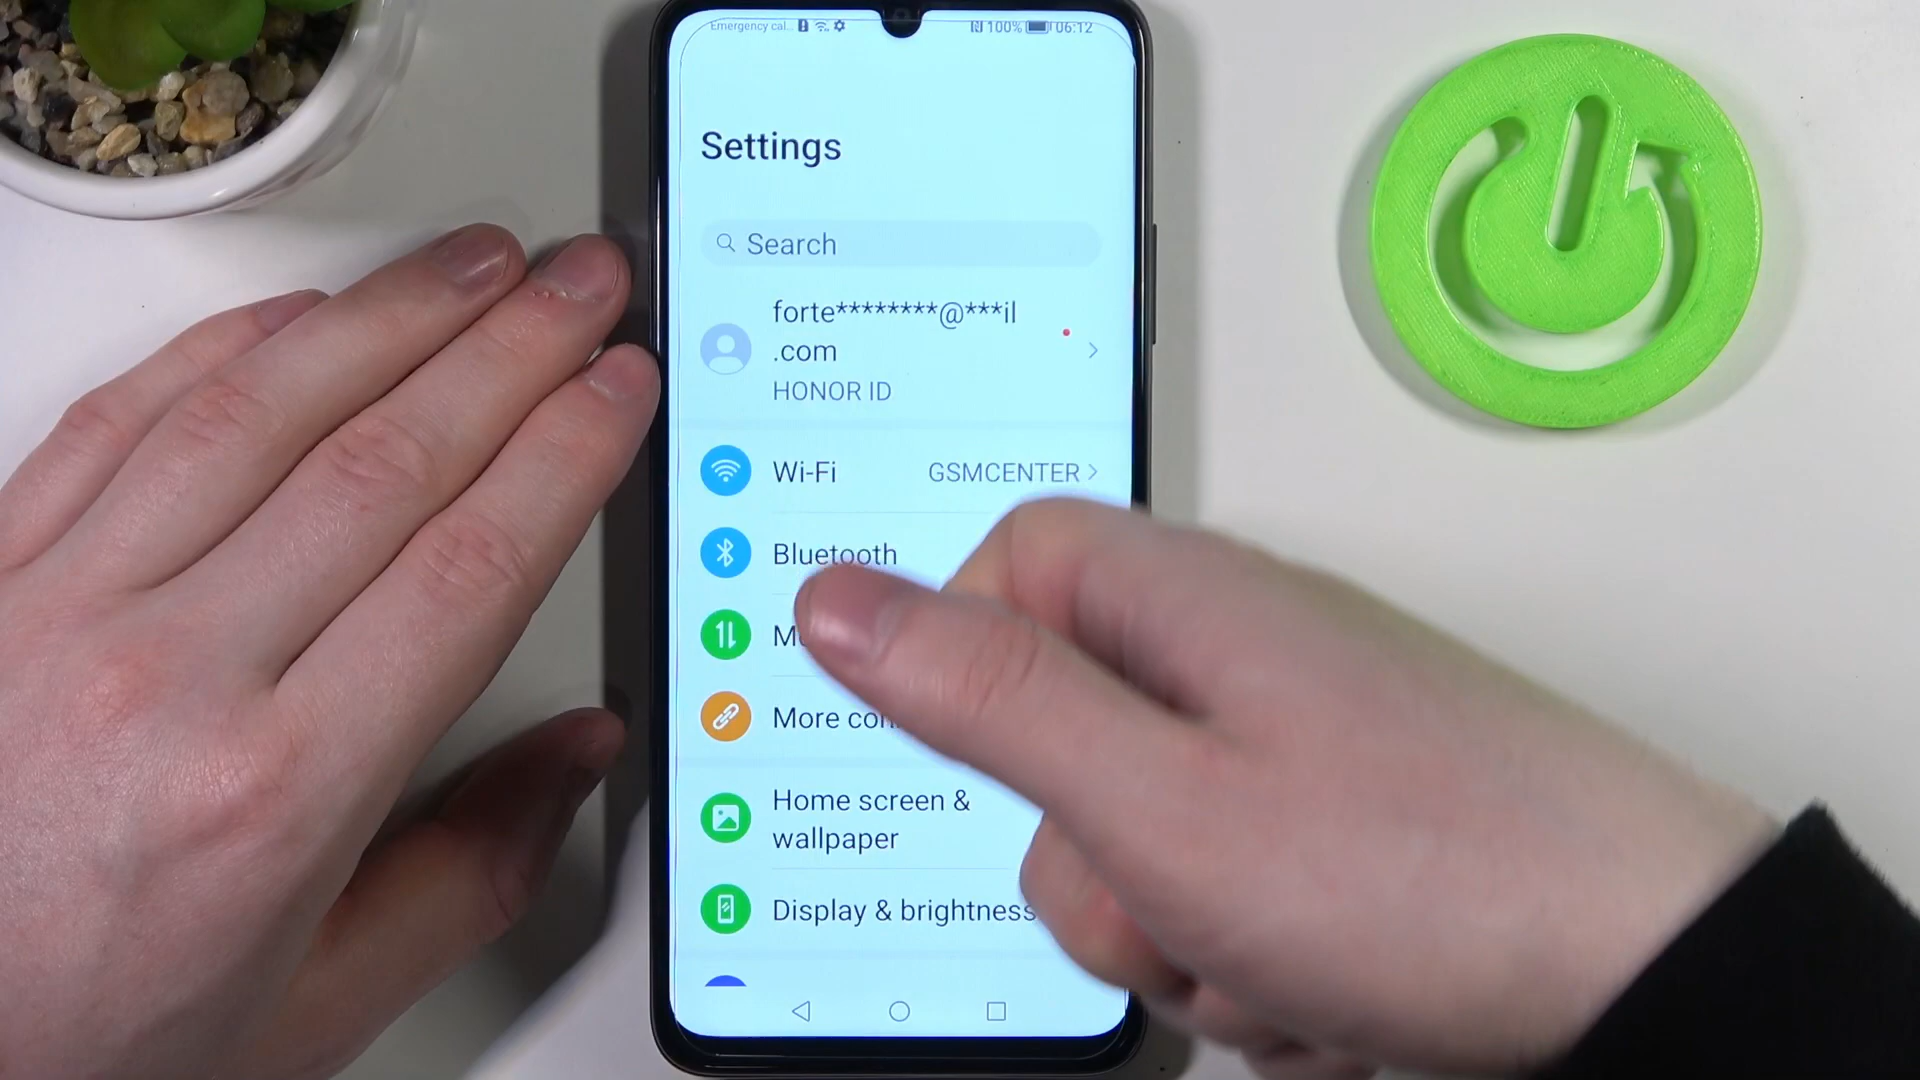 Emergency cal... 100% 06:12
Settings
Search
forte********@***il
.com
HONOR ID
Wi-Fi GSMCENTER
Bluetooth
More
Home screen &
wallpaper
Display & brightness